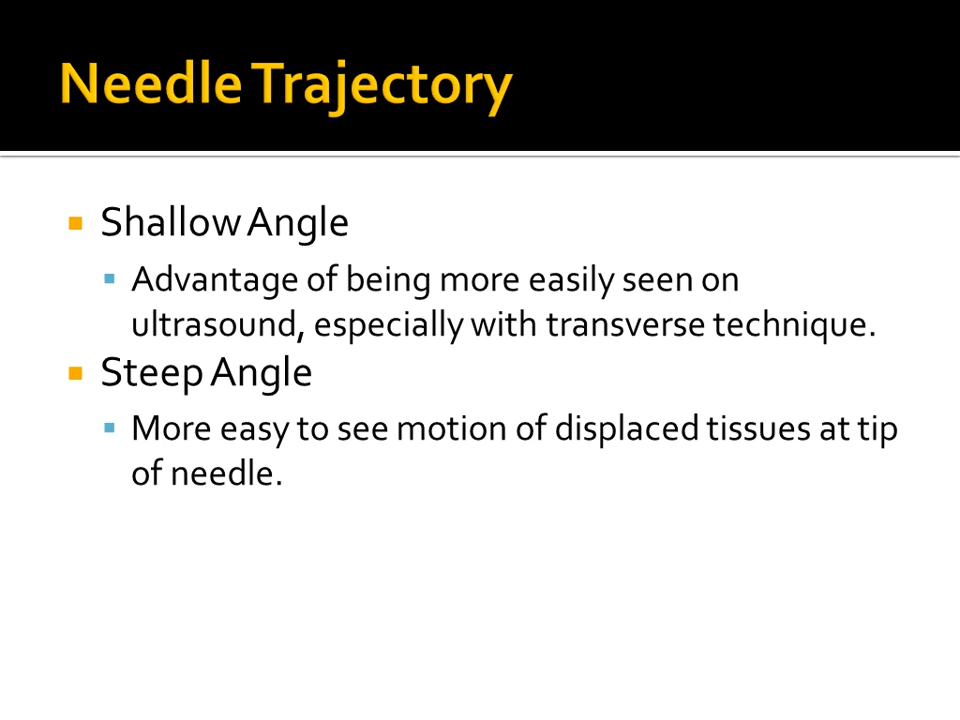 Needle Trajectory
Shallow Angle
Advantage of being more easily seen on
ultrasound, especially with transverse technique.
Steep Angle
More easy to see motion of displaced tissues at tip
of needle.